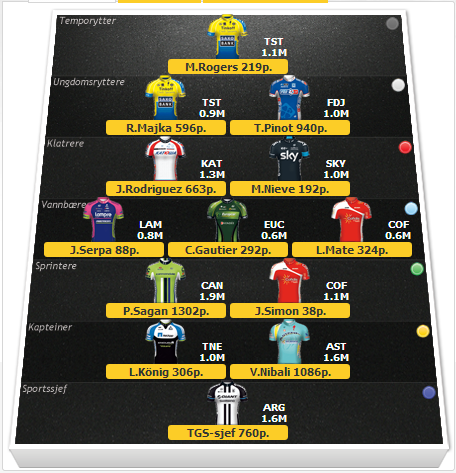 Temporytter
TST
1.1M
M.Rogers 219p.
Ungdomsryttere
TST FDJ
0.9M 1.0M
R.Majka 596p. T.Pinot 940p.
Klatrere
KAT SKY
1.3M 1.0M
sky
J.Rodriguez 663p. M.Nieve 192p.
Vannbære
LAM EUC COF
0.8M 0.6M 0.6M
J.Serpa 88p. C.Gautier 292p. L.Mate 324p.
Sprintere
CAN COF
1.9M 1.1M
P.Sagan 1302p. J.Simon 38p.
Kapteiner
TNE AST
1.0M 1.6M
L.König 306p. V.Nibali 1086p.
Sportssjef
ARG
1.6M
TGS-sjef 760p.